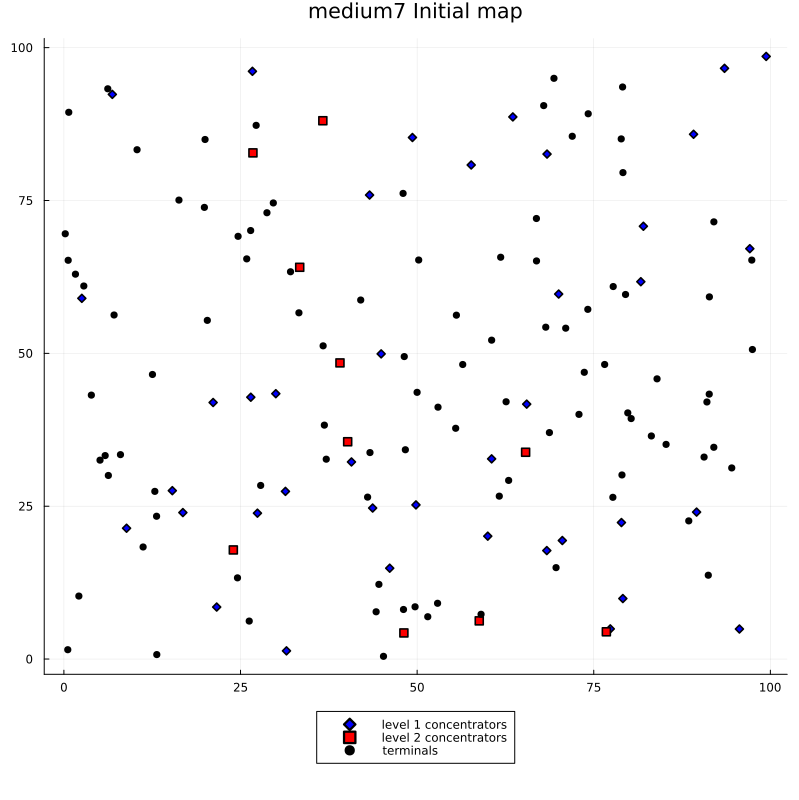 medium7 Initial map
100
75
50
25
0
0 25 50 75 100
level 1 concentrators
level 2 concentrators
terminals